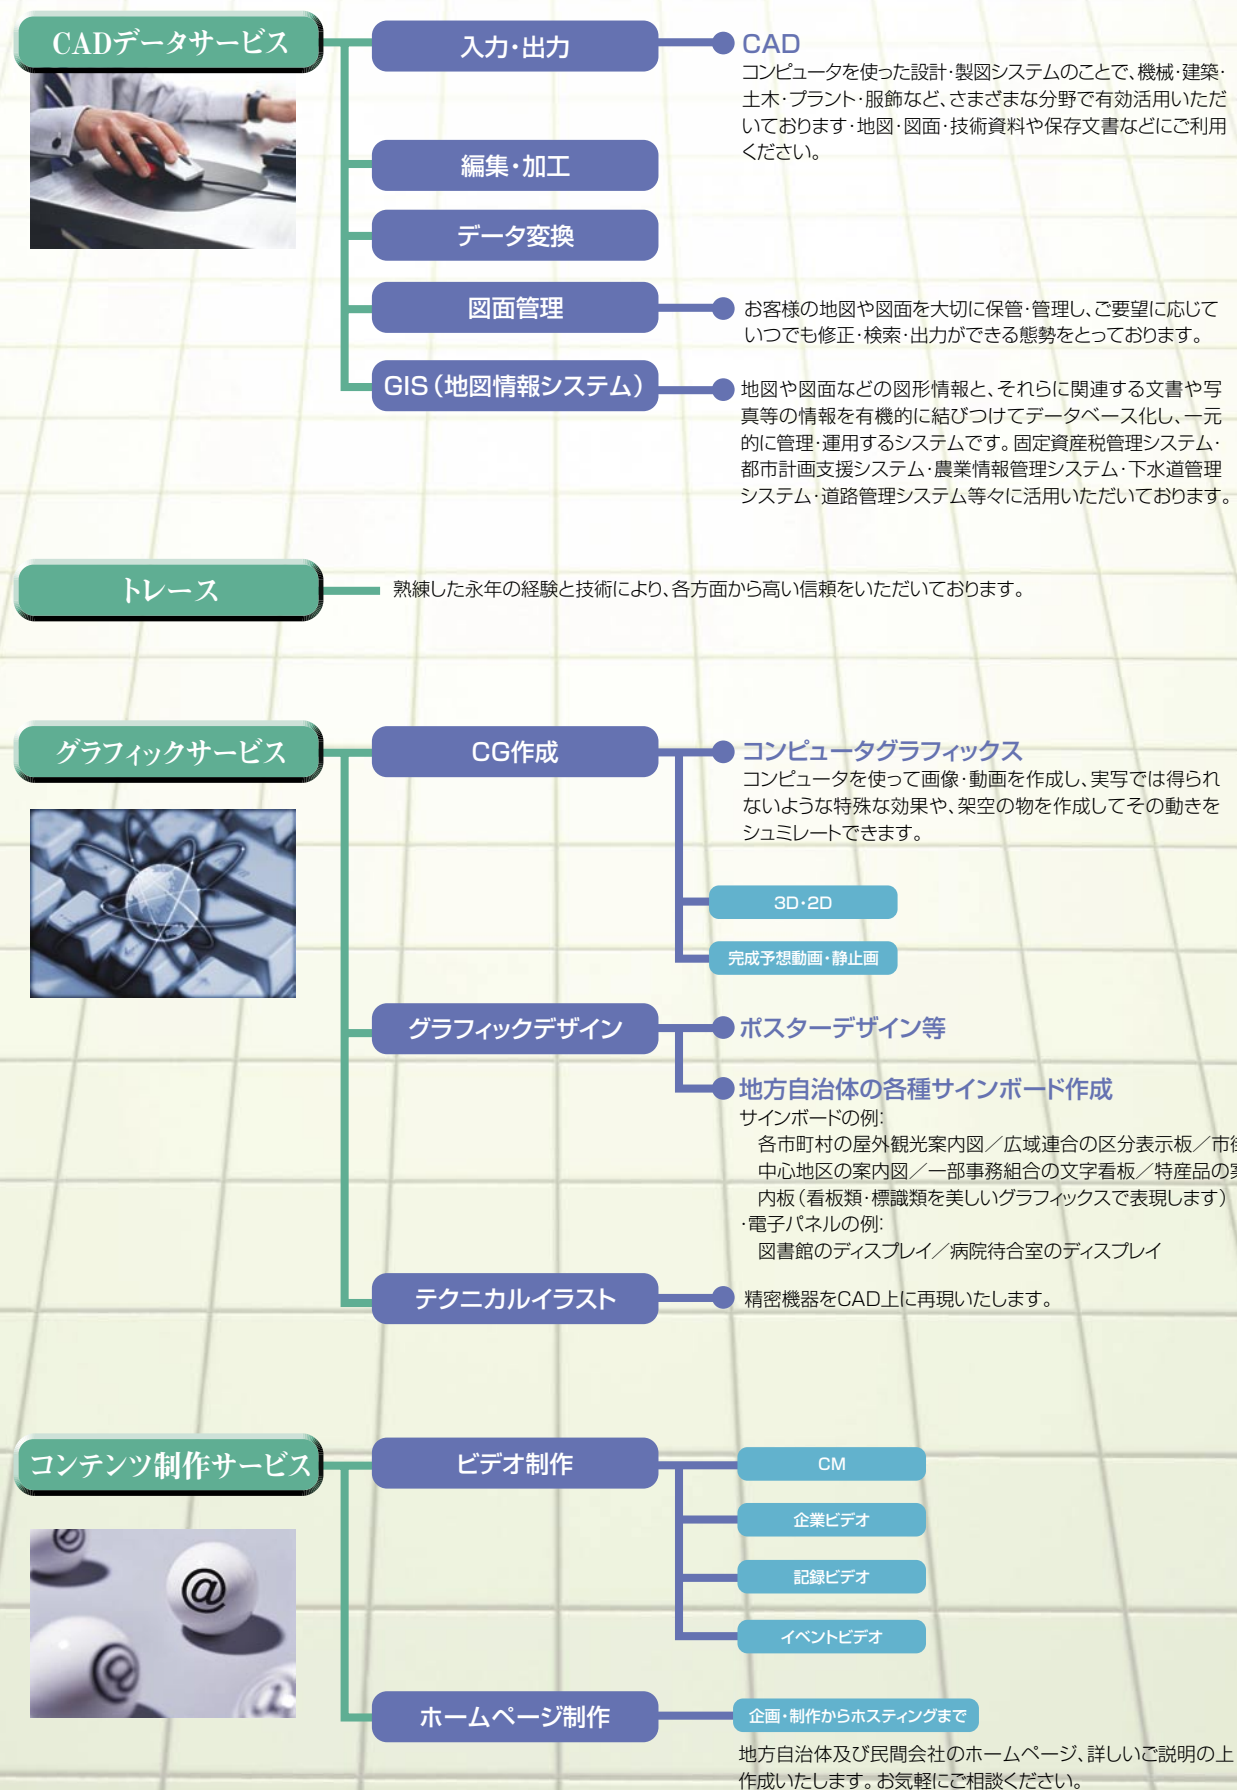 CADデータサービス
入力・出力
CAD
コンピュータを使った設計・製図システムのことで、機械・建築・
土木・プラント・服飾など、さまざまな分野で有効活用いただ
いております・地図・図面・技術資料や保存文書などにご利用
ください。
編集・加工
データ変換
図面管理
お客様の地図や図面を大切に保管・管理し、ご要望に応じて
いつでも修正・検索・出力ができる態勢をとっております。
GIS（地図情報システム）
地図や図面などの図形情報と、それらに関連する文書や写
真等の情報を有機的に結びつけてデータベース化し、一元
的に管理・運用するシステムです。固定資産税管理システム・
都市計画支援システム・農業情報管理システム・下水道管理
システム・道路管理システム等々に活用いただいております。
トレース
熟練した永年の経験と技術により、各方面から高い信頼をいただいております。
グラフィックサービス
CG作成
コンピュータグラフィックス
コンピュータを使って画像・動画を作成し、実写では得られ
ないような特殊な効果や、架空の物を作成してその動きを
シュミレートできます。
3D・2D
完成予想動画・静止画
グラフィックデザイン
ポスターデザイン等
地方自治体の各種サインボード作成
サインボードの例:
各市町村の屋外観光案内図／広域連合の区分表示板／市街
中心地区の案内図／一部事務組合の文字看板／特産品の案
内板（看板類・標識類を美しいグラフィックスで表現します）
・電子パネルの例:
図書館のディスプレイ／病院待合室のディスプレイ
テクニカルイラスト
精密機器をCAD上に再現いたします。
コンテンツ制作サービス
ビデオ制作
CM
企業ビデオ
記録ビデオ
イベントビデオ
@
@
@
ホームページ制作
企画・制作からホスティングまで
地方自治体及び民間会社のホームページ、詳しいご説明の上
作成いたします。お気軽にご相談ください。